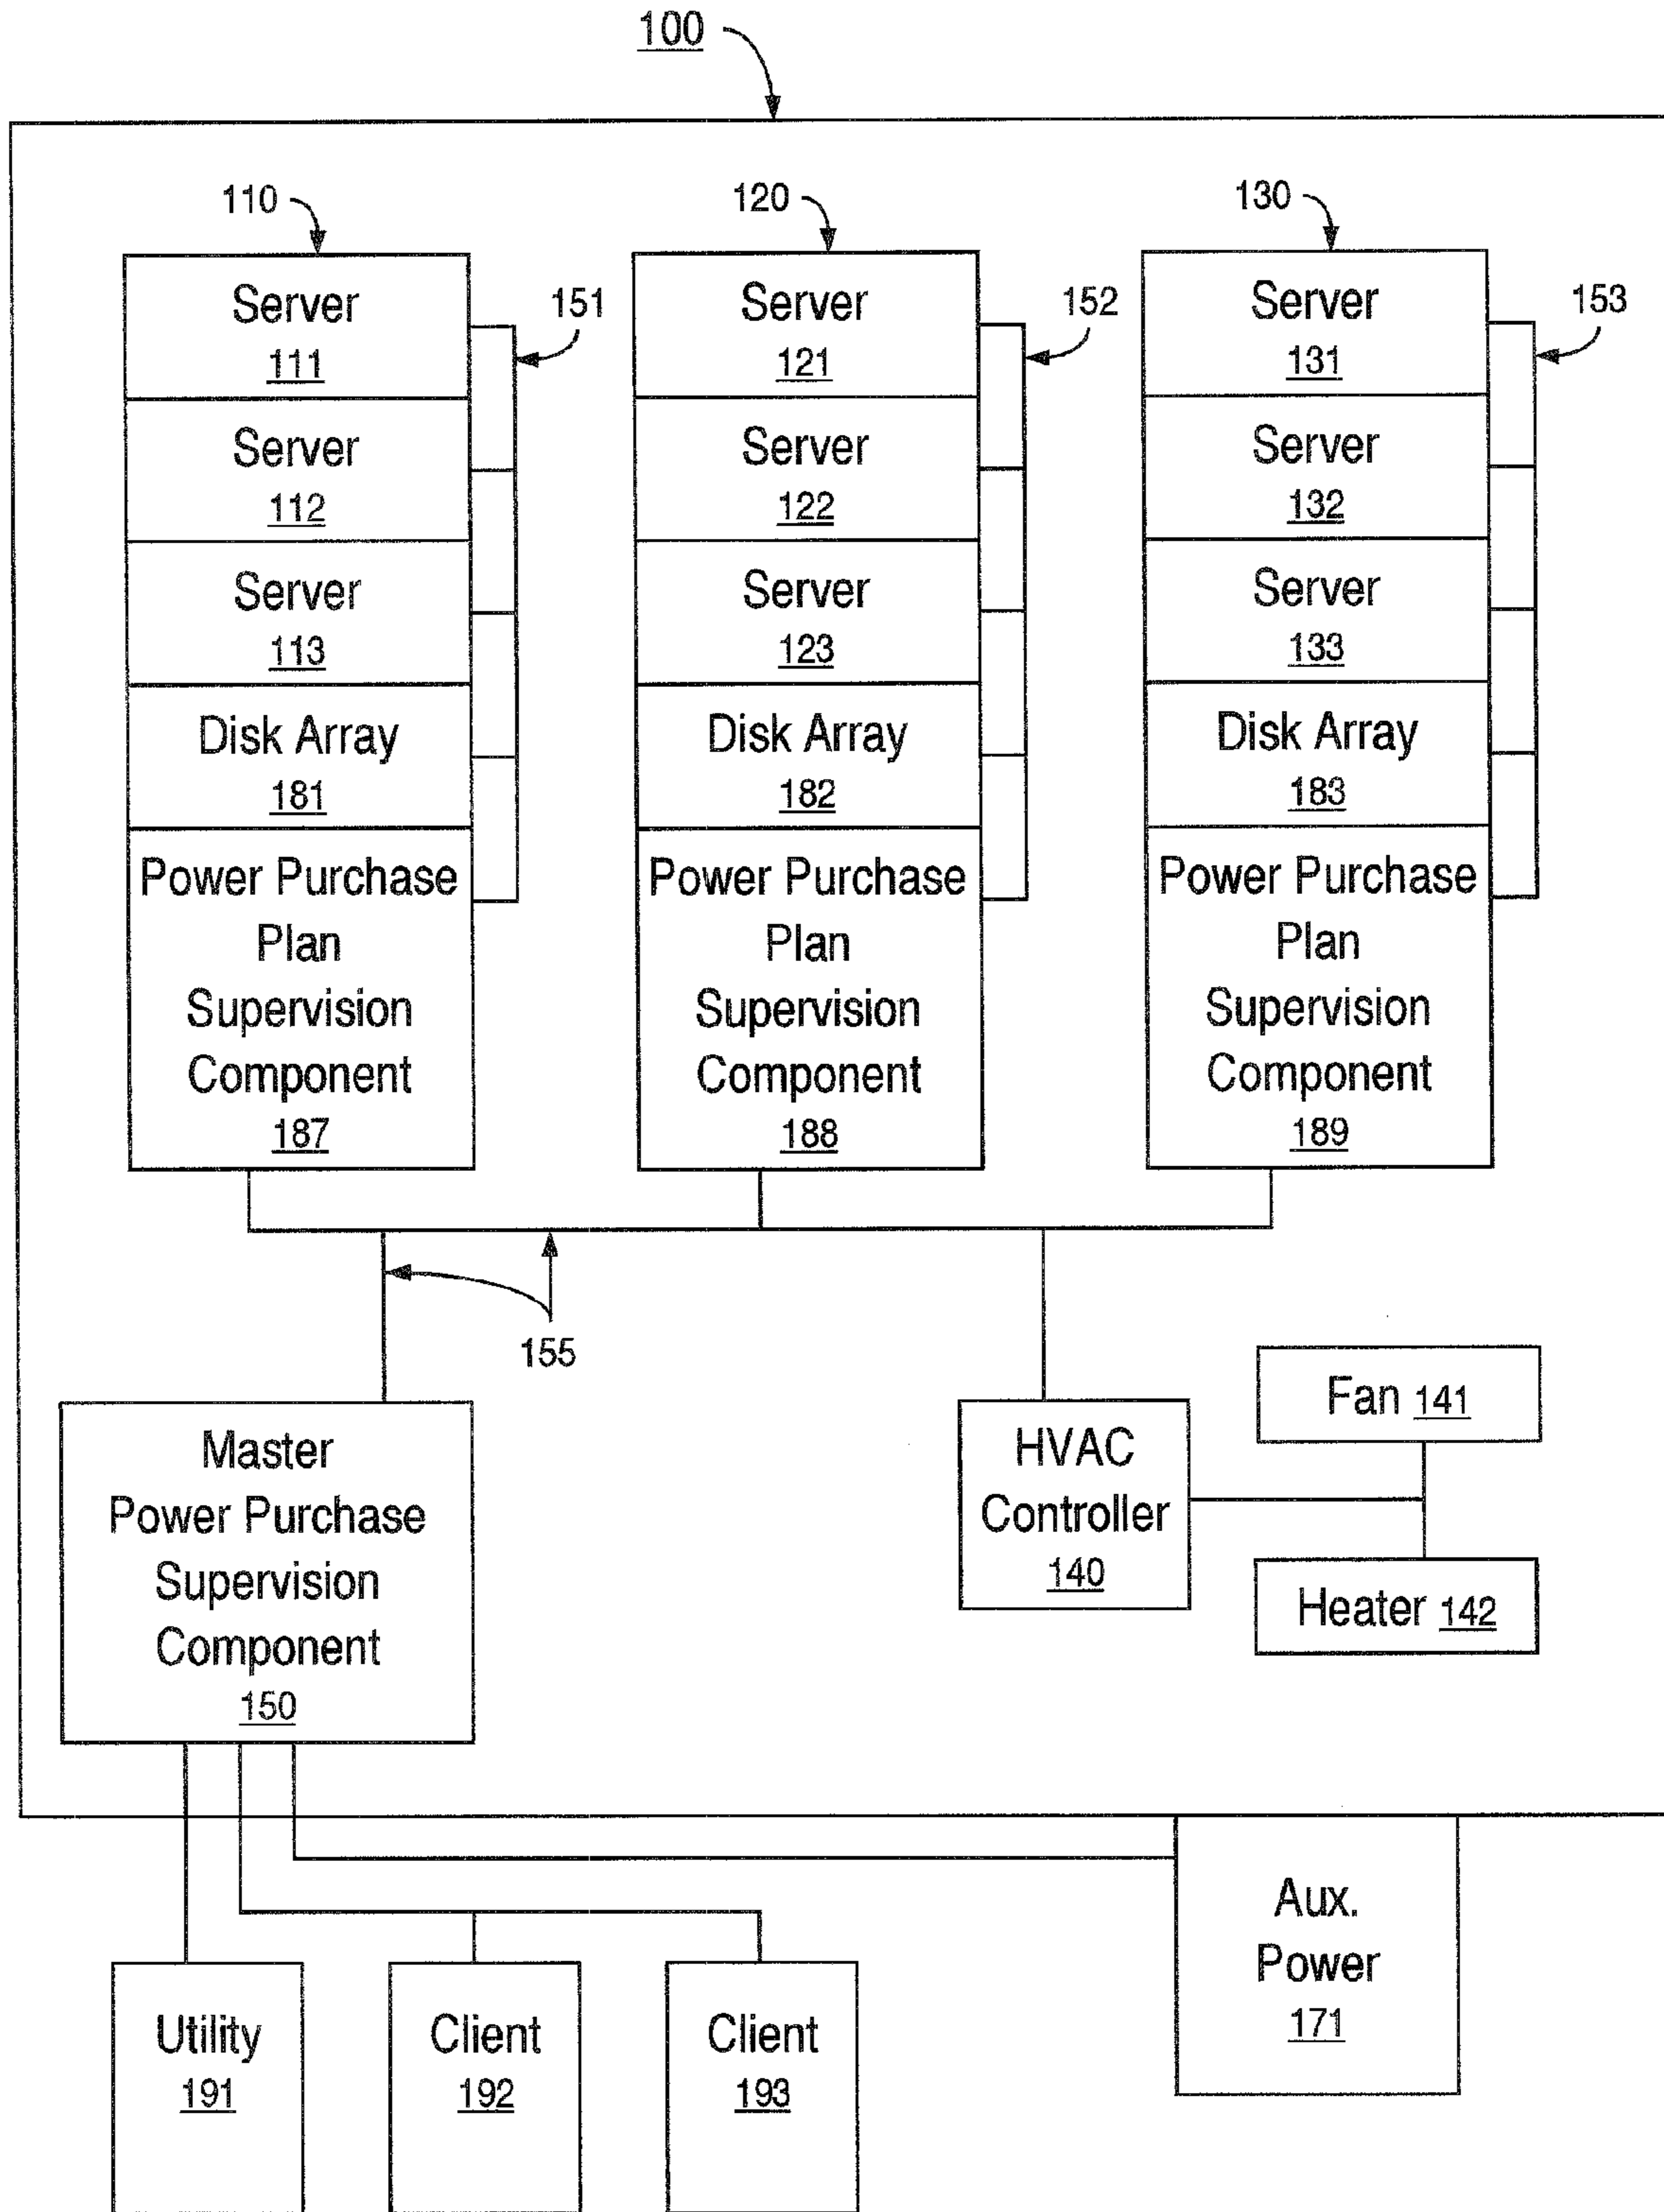 100
110
120
130
151
152
153
Server
111
Server
112
Server
113
Disk Array
181
Power Purchase
Plan
Supervision
Component
187
Server
121
Server
122
Server
123
Disk Array
182
Power Purchase
Plan
Supervision
Component
188
Server
131
Server
132
Server
133
Disk Array
183
Power Purchase
Plan
Supervision
Component
189
155
Master
Power Purchase
Supervision
Component
150
HVAC
Controller
140
Fan 141
Heater 142
Utility
191
Client
192
Client
193
Aux.
Power
171